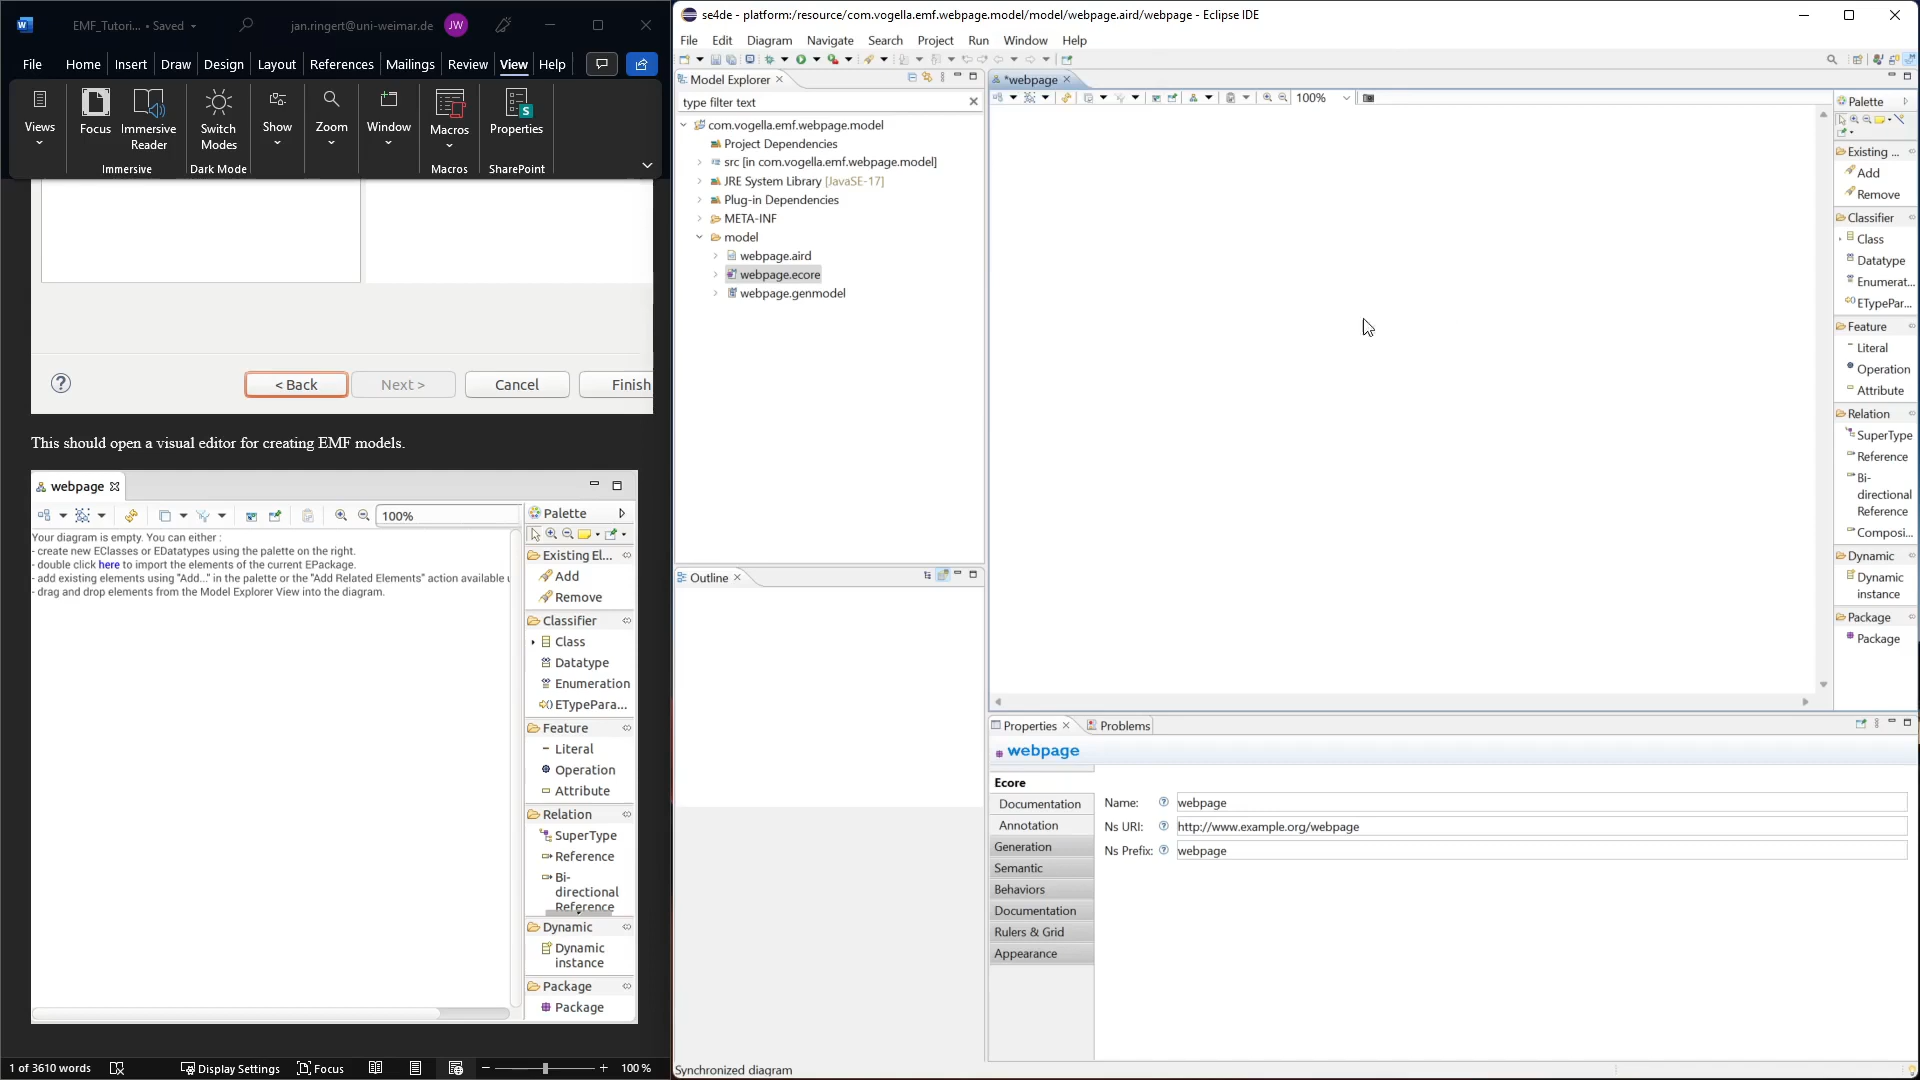 EMF_Tutori... • Saved
jan.ringert@uni-weimar.de
JW
File Home Insert Draw Design Layout References Mailings Review View Help
Views
Focus
Immersive
Reader
Switch
Modes
Show
Zoom
Window
Macros
Properties
Immersive
Dark Mode
Macros
SharePoint
< Back
Next >
Cancel
Finish
This should open a visual editor for creating EMF models.
webpage
100%
Your diagram is empty. You can either :
- create new EClasses or EDatatypes using the palette on the right.
- double click here to import the elements of the current EPackage.
- add existing elements using "Add..." in the palette or the "Add Related Elements" action available
- drag and drop elements from the Model Explorer View into the diagram.
Palette
Existing El...
Add
Remove
Classifier
Class
Datatype
Enumeration
ETypePara...
Feature
Literal
Operation
Attribute
Relation
SuperType
Reference
Bi-
directional
Reference
Dynamic
Dynamic
instance
Package
Package
1 of 3610 words
Display Settings
Focus
100 %
se4de - platform:/resource/com.vogella.emf.webpage.model/model/webpage.aird/webpage - Eclipse IDE
File Edit Diagram Navigate Search Project Run Window Help
Model Explorer
type filter text
com.vogella.emf.webpage.model
Project Dependencies
src [in com.vogella.emf.webpage.model]
JRE System Library [JavaSE-17]
Plug-in Dependencies
META-INF
model
webpage.aird
webpage.ecore
webpage.genmodel
Outline
Synchronized diagram
*webpage
100%
Palette
Existing ...
Add
Remove
Classifier
Class
Datatype
Enumerat...
ETypePar...
Feature
Literal
Operation
Attribute
Relation
SuperType
Reference
Bi-
directional
Reference
Composi...
Dynamic
Dynamic
instance
Package
Package
Properties
Problems
webpage
Ecore
Documentation
Annotation
Generation
Semantic
Behaviors
Documentation
Rulers & Grid
Appearance
Name: webpage
Ns URI: http://www.example.org/webpage
Ns Prefix: webpage